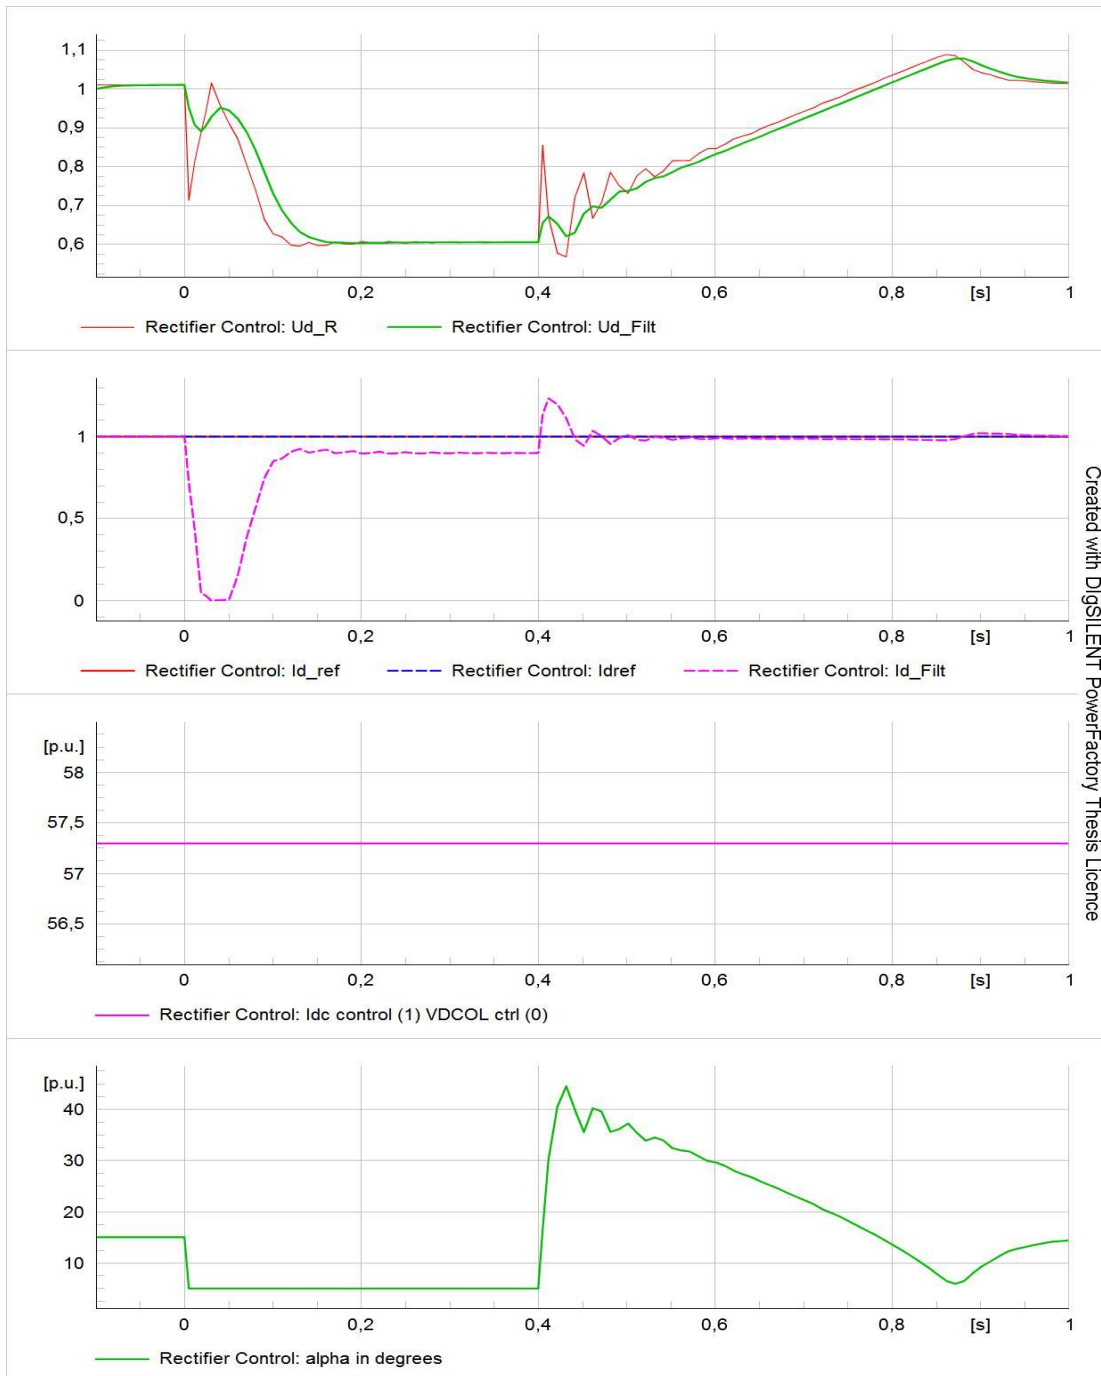 1,1
1
0,9
0,8
0,7
0,6
0 0,2 0,4 0,6 0,8 [s] 1
Rectifier Control: Ud_R Rectifier Control: Ud_Filt
1
0,5
0
0 0,2 0,4 0,6 0,8 [s] 1
Rectifier Control: Id_ref Rectifier Control: Idref Rectifier Control: Id_Filt
[p.u.]
58
57,5
57
56,5
0 0,2 0,4 0,6 0,8 [s] 1
Rectifier Control: Idc control (1) VDCOL ctrl (0)
[p.u.]
40
30
20
10
0 0,2 0,4 0,6 0,8 [s] 1
Rectifier Control: alpha in degrees
Created with DIgSILENT PowerFactory Thesis Licence